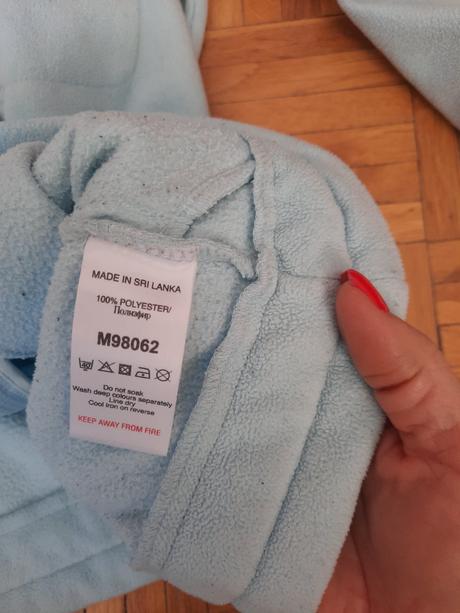 MADE IN SRI LANKA
100% POLYESTER/
Полиэфир
M98062
Do not soak
Wash deep colours separately
Line dry
Cool iron on reverse
KEEP AWAY FROM FIRE